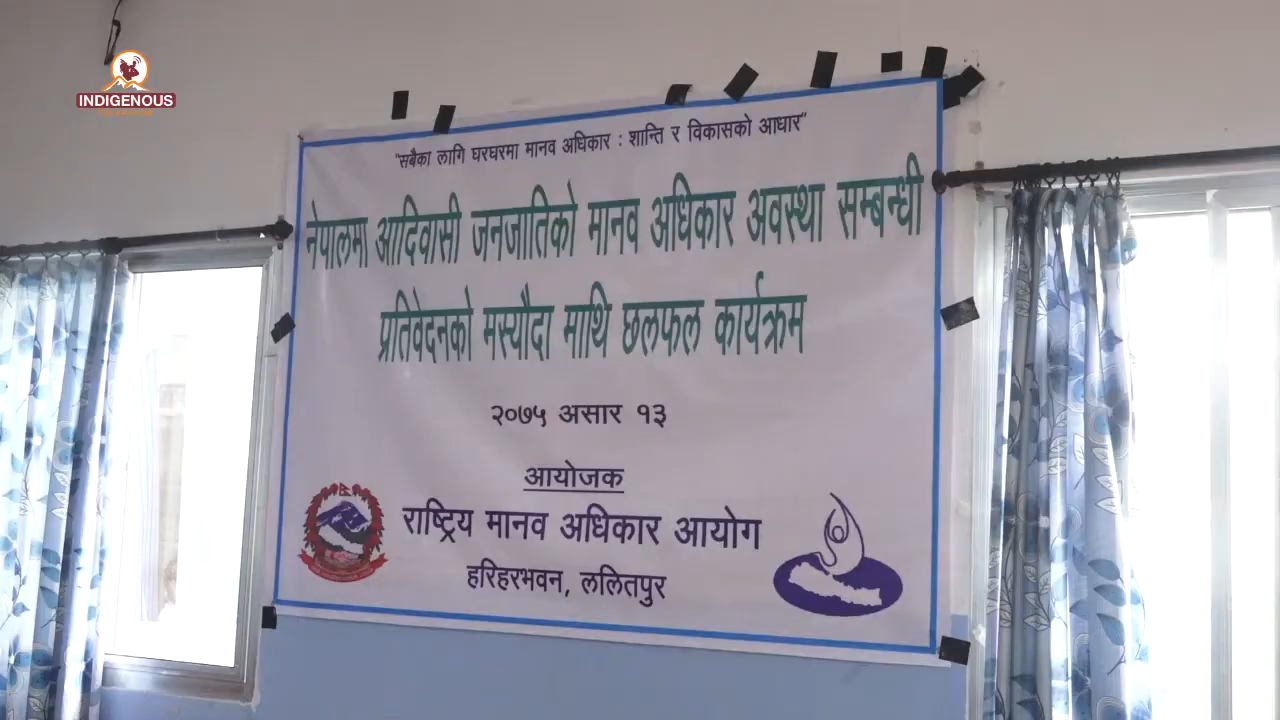 INDIGENOUS
"सबैका लागि घरघरमा मानव अधिकार : शान्ति र विकासको आधार"
नेपालमा आदिवासी जनजातिको मानव अधिकार अवस्था सम्बन्धी
प्रतिवेदनको मस्यौदा माथि छलफल कार्यक्रम
२०७५ असार १३
आयोजक
राष्ट्रिय मानव अधिकार आयोग
हरिहरभवन, ललितपुर